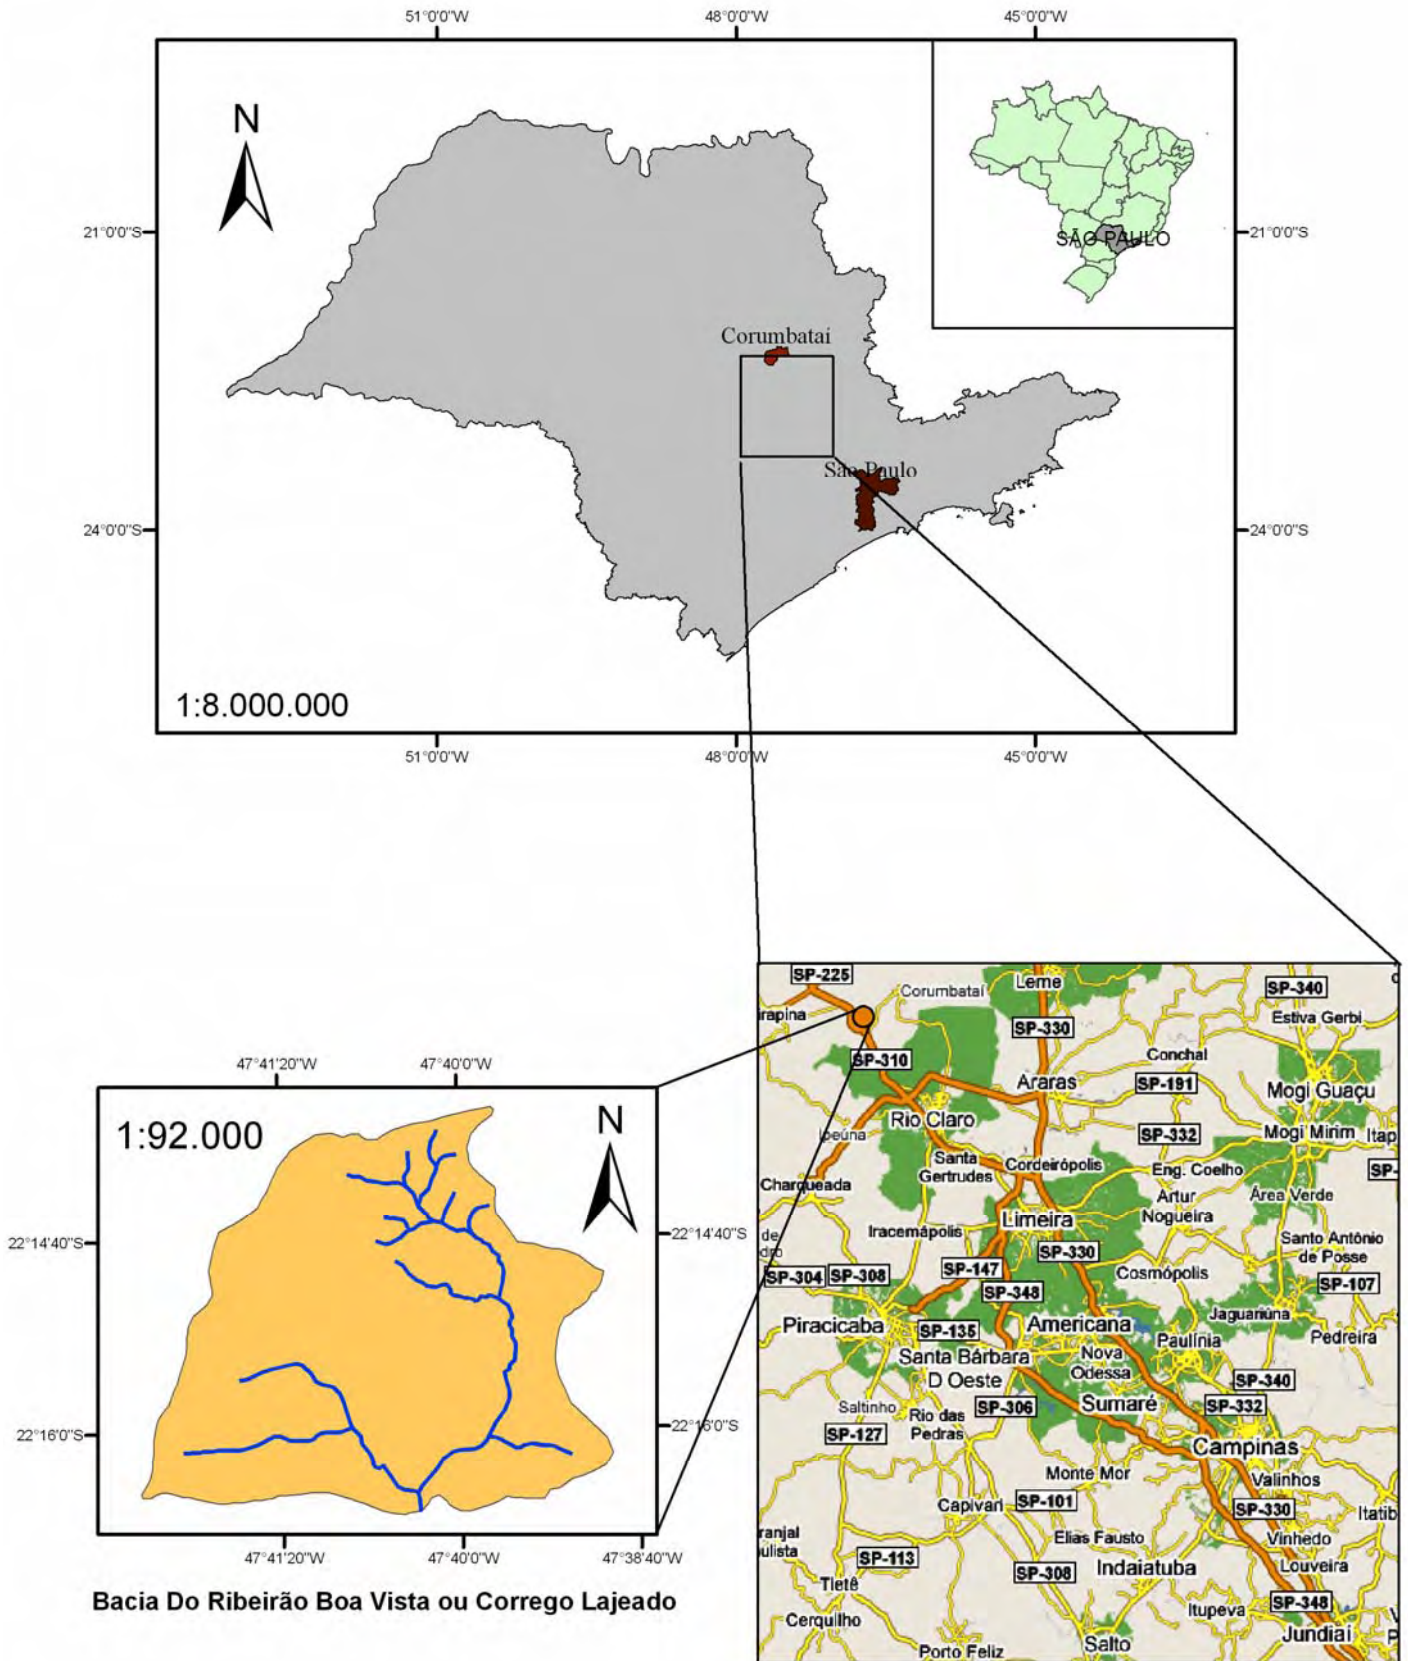 51°0'0"W
48°0'0"W
45°0'0"W
N
21°0'0"S
SÃO PAULO
21°0'0"S
Corumbataí
São Paulo
24°0'0"S
24°0'0"S
1:8.000.000
51°0'0"W
48°0'0"W
45°0'0"W
SP-225
Corumbataí
Leme
SP-340
irapina
SP-330
Estiva Gerbi
SP-310
Conchal
Araras
SP-191
Mogi Guaçu
Rio Claro
Ipeúna
SP-332
Mogi Mirim
Itap
Santa
Gertrudes
Cordeirópolis
Eng. Coelho
SP-
Charqueada
Artur
Nogueira
Área Verde
Limeira
Iracemápolis
de
dro
SP-330
Santo Antônio
de Posse
SP-304
SP-308
SP-147
Cosmópolis
SP-107
SP-348
Jaguariúna
Piracicaba
SP-135
Americana
Paulínia
Pedreira
Santa Bárbara
D Oeste
Nova
Odessa
SP-340
Saltinho
Rio das
Pedras
SP-306
Sumaré
SP-332
SP-127
Campinas
Monte Mor
Valinhos
Capivari
SP-101
SP-330
Itatib
ranjal
ulista
Elias Fausto
Vinhedo
SP-113
SP-308
Indaiatuba
Louveira
Tietê
Cerquilho
Itupeva
SP-348
Jundiaí
Porto Feliz
Salto
47°41'20"W
47°40'0"W
1:92.000
N
22°14'40"S
22°14'40"S
22°16'0"S
22°16'0"S
47°41'20"W
47°40'0"W
47°38'40"W
Bacia Do Ribeirão Boa Vista ou Corrego Lajeado